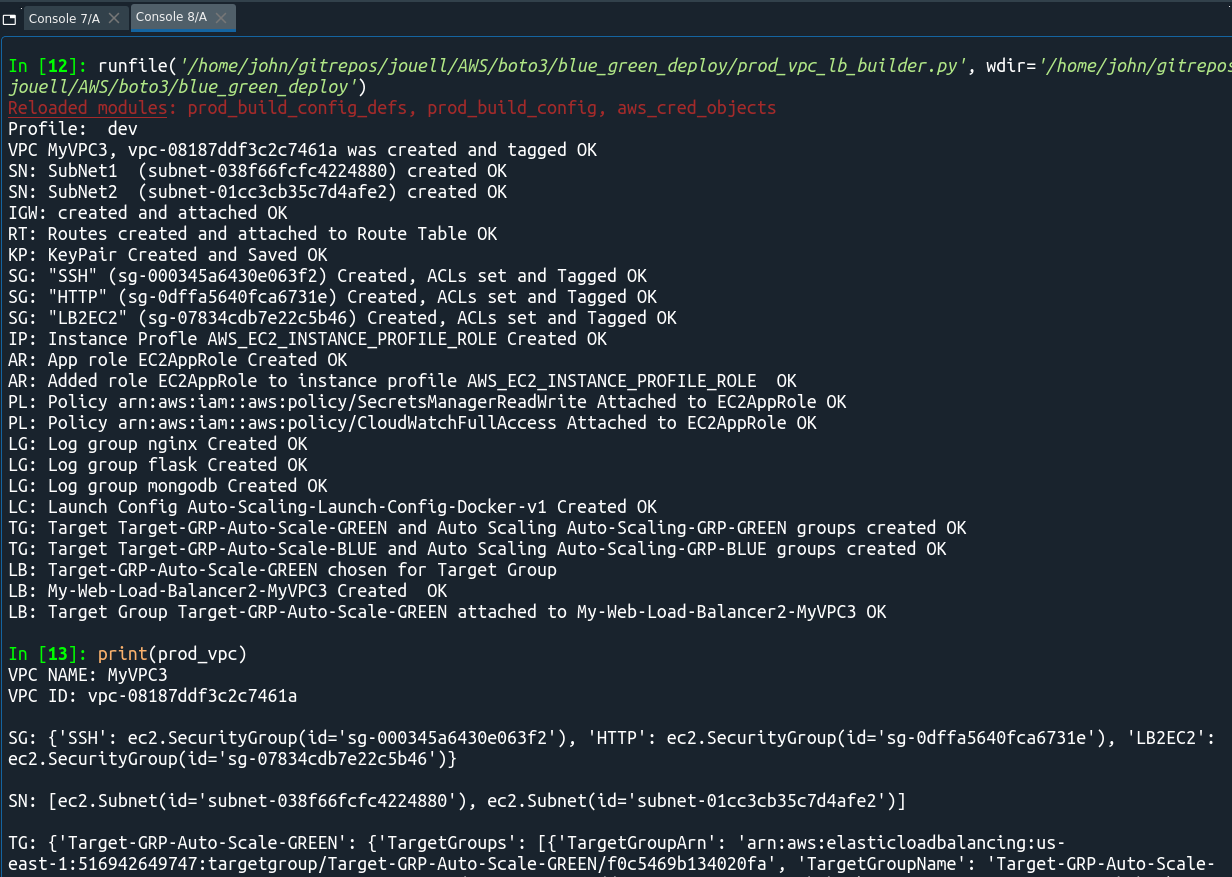 Console 7/A
Console 8/A
In [12]: runfile('/home/john/gitrepos/jouell/AWS/boto3/blue_green_deploy/prod_vpc_lb_builder.py', wdir='/home/john/gitrepos
jouell/AWS/boto3/blue_green_deploy')
Reloaded modules: prod_build_config_defs, prod_build_config, aws_cred_objects
Profile:  dev
VPC MyVPC3, vpc-08187ddf3c2c7461a was created and tagged OK
SN: SubNet1  (subnet-038f66fcfc4224880) created OK
SN: SubNet2  (subnet-01cc3cb35c7d4afe2) created OK
IGW: created and attached OK
RT: Routes created and attached to Route Table OK
KP: KeyPair Created and Saved OK
SG: "SSH" (sg-000345a6430e063f2) Created, ACLs set and Tagged OK
SG: "HTTP" (sg-0dffa5640fca6731e) Created, ACLs set and Tagged OK
SG: "LB2EC2" (sg-07834cdb7e22c5b46) Created, ACLs set and Tagged OK
IP: Instance Profle AWS_EC2_INSTANCE_PROFILE_ROLE Created OK
AR: App role EC2AppRole Created OK
AR: Added role EC2AppRole to instance profile AWS_EC2_INSTANCE_PROFILE_ROLE  OK
PL: Policy arn:aws:iam::aws:policy/SecretsManagerReadWrite Attached to EC2AppRole OK
PL: Policy arn:aws:iam::aws:policy/CloudWatchFullAccess Attached to EC2AppRole OK
LG: Log group nginx Created OK
LG: Log group flask Created OK
LG: Log group mongodb Created OK
LC: Launch Config Auto-Scaling-Launch-Config-Docker-v1 Created OK
TG: Target Target-GRP-Auto-Scale-GREEN and Auto Scaling Auto-Scaling-GRP-GREEN groups created OK
TG: Target Target-GRP-Auto-Scale-BLUE and Auto Scaling Auto-Scaling-GRP-BLUE groups created OK
LB: Target-GRP-Auto-Scale-GREEN chosen for Target Group
LB: My-Web-Load-Balancer2-MyVPC3 Created  OK
LB: Target Group Target-GRP-Auto-Scale-GREEN attached to My-Web-Load-Balancer2-MyVPC3 OK
In [13]: print(prod_vpc)
VPC NAME: MyVPC3
VPC ID: vpc-08187ddf3c2c7461a
SG: {'SSH': ec2.SecurityGroup(id='sg-000345a6430e063f2'), 'HTTP': ec2.SecurityGroup(id='sg-0dffa5640fca6731e'), 'LB2EC2':
ec2.SecurityGroup(id='sg-07834cdb7e22c5b46')}
SN: [ec2.Subnet(id='subnet-038f66fcfc4224880'), ec2.Subnet(id='subnet-01cc3cb35c7d4afe2')]
TG: {'Target-GRP-Auto-Scale-GREEN': {'TargetGroups': [{'TargetGroupArn': 'arn:aws:elasticloadbalancing:us-
east-1:516942649747:targetgroup/Target-GRP-Auto-Scale-GREEN/f0c5469b134020fa', 'TargetGroupName': 'Target-GRP-Auto-Scale-